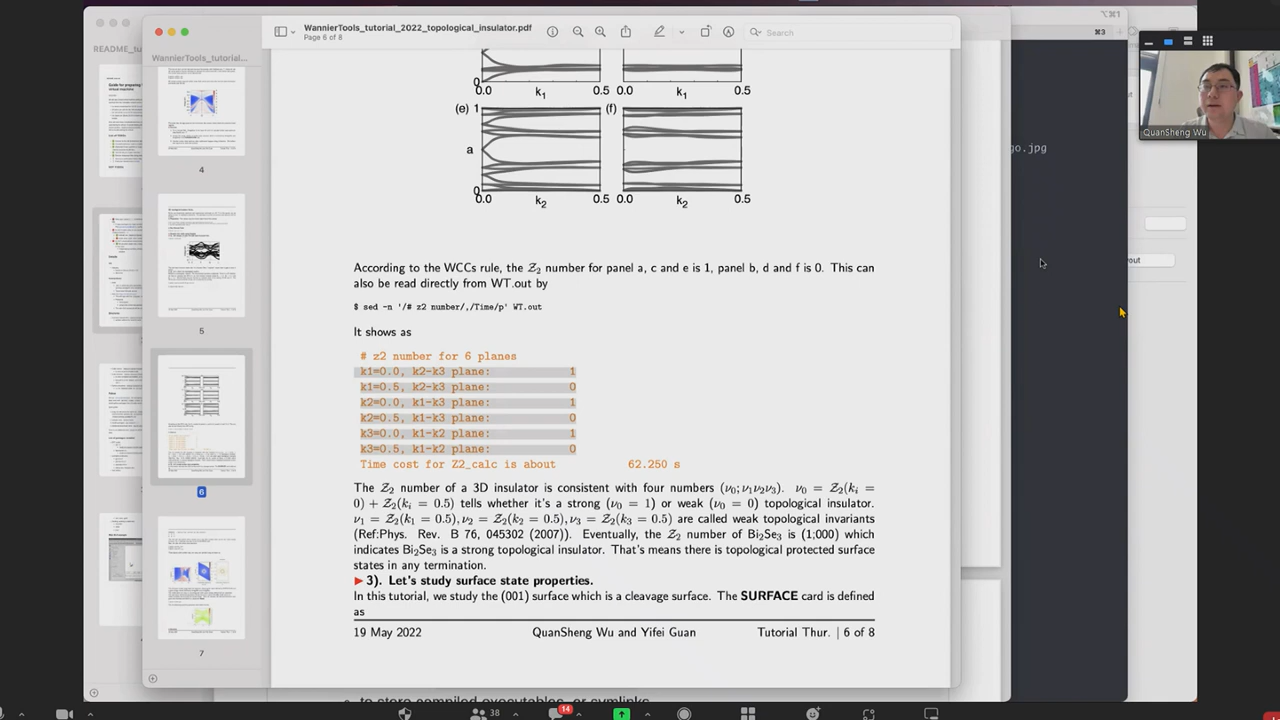 ⌥⌘1
WannierTools_tutorial_2022_topological_insulator.pdf
Page 6 of 8
Search
⌘3
README_tu
WannierTools_tutorial...
QuanSheng Wu
go.jpg
yout
4
5
6
7
0
0.0 k₁ 0.5 0.0 k₁ 0.5
(e) 1 (f)
a
0
0.0 k₂ 0.5 0.0 k₂ 0.5
According to the WCCs rule, the Z₂ number for panel a, c and e is 1, panel b, d and f is 0. This can
also be read directly from WT.out by
$ sed -n '/# z2 number/,/Time/p' WT.out
It shows as
# z2 number for 6 planes
k1=0.0, k2-k3 plane: 1
k1=0.5, k2-k3 plane: 0
k2=0.0, k1-k3 plane: 1
k2=0.5, k1-k3 plane: 0
k3=0.0, k1-k2 plane: 1
k3=0.5, k1-k2 plane: 0
Time cost for Z2_calc is about 62.250 s
The Z₂ number of a 3D insulator is consistent with four numbers (ν₀; ν₁ν₂ν₃). ν₀ = Z₂(kᵢ =
0) + Z₂(kᵢ = 0.5) tells whether it's a strong (ν₀ = 1) or weak (ν₀ = 0) topological insulator.
ν₁ = Z₂(k₁ = 0.5), ν₂ = Z₂(k₂ = 0.5), ν₃ = Z₂(k₃ = 0.5) are called weak topological invariants
(Ref:Phys. Rev. B 76, 045302 (2007)). Eventually, the Z₂ number of Bi₂Se₃ is (1;000) which
indicates Bi₂Se₃ is a strong topological insulator. That's means there is topological protected surface
states in any termination.
▶ 3). Let's study surface state properties.
In this tutorial, we study the (001) surface which is a cleavage surface. The SURFACE card is defined
as
19 May 2022 QuanSheng Wu and Yifei Guan Tutorial Thur. | 6 of 8
to store compiled executables, or symlinks
38
14